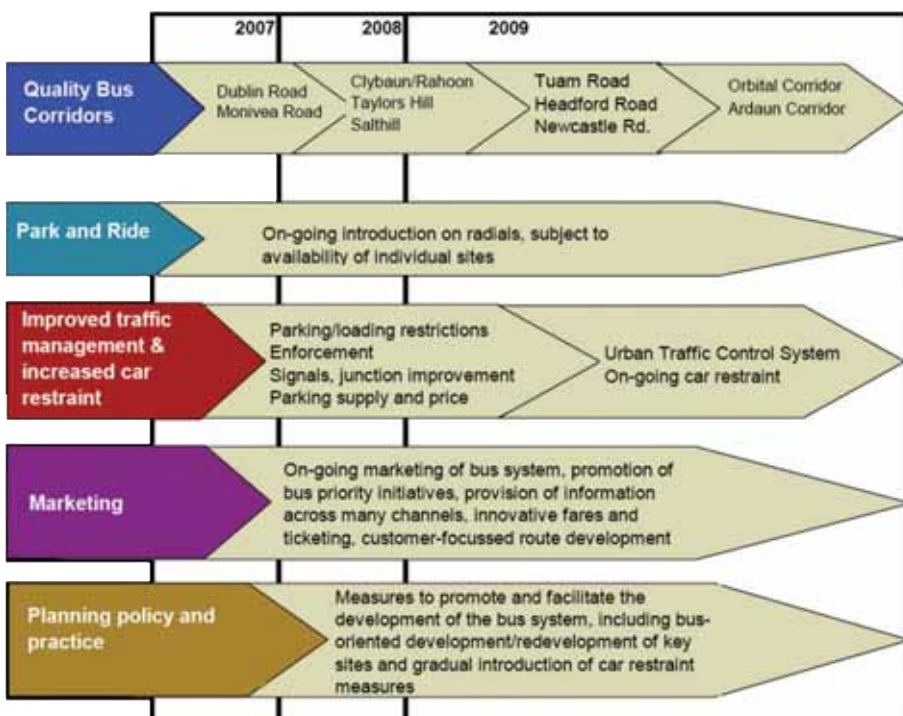 2007 2008 2009
Quality Bus
Corridors
Dublin Road
Monivea Road
Clybaun/Rahoon
Taylors Hill
Salthill
Tuam Road
Headford Road
Newcastle Rd.
Orbital Corridor
Ardaun Corridor
Park and Ride
On-going introduction on radials, subject to
availability of individual sites
Improved traffic
management &
increased car
restraint
Parking/loading restrictions
Enforcement
Signals, junction improvement
Parking supply and price
Urban Traffic Control System
On-going car restraint
Marketing
On-going marketing of bus system, promotion of
bus priority initiatives, provision of information
across many channels, innovative fares and
ticketing, customer-focussed route development
Planning policy and
practice
Measures to promote and facilitate the
development of the bus system, including bus-
oriented development/redevelopment of key
sites and gradual introduction of car restraint
measures